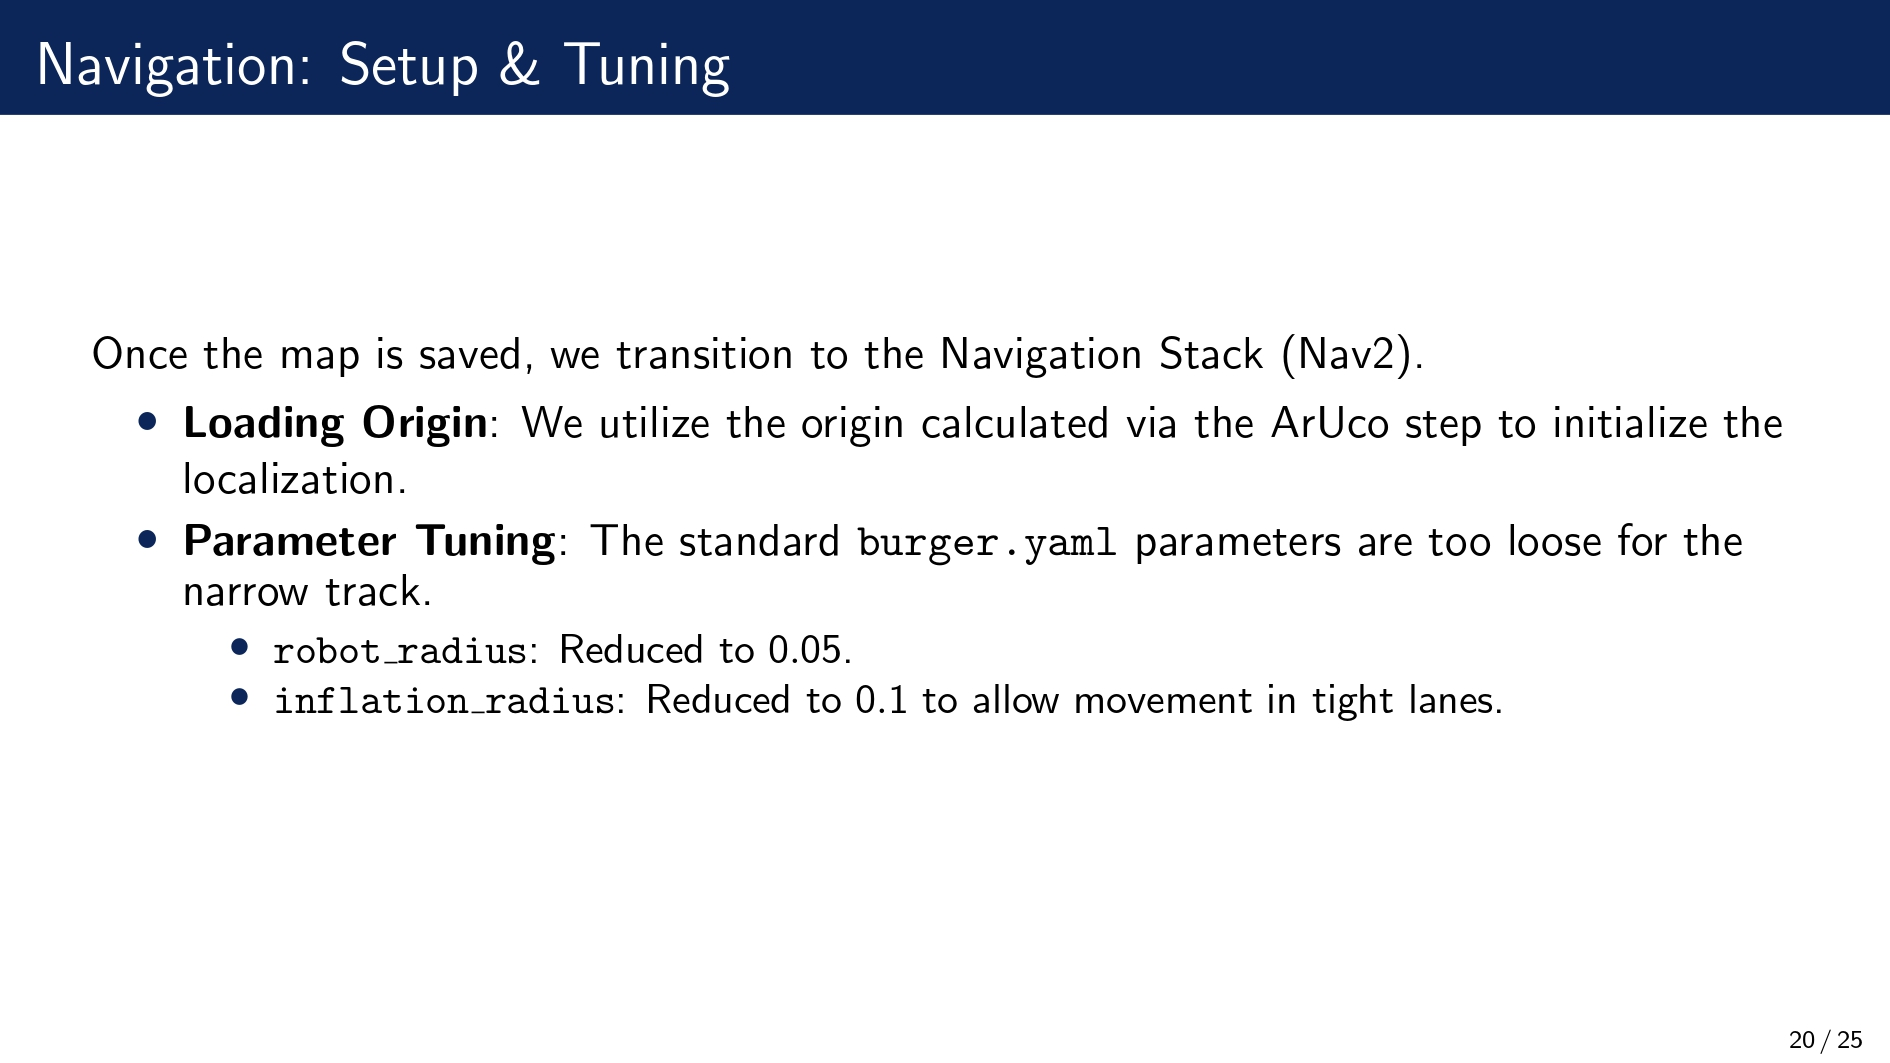 Navigation: Setup & Tuning
Once the map is saved, we transition to the Navigation Stack (Nav2).
• Loading Origin: We utilize the origin calculated via the ArUco step to initialize the
localization.
• Parameter Tuning: The standard burger.yaml parameters are too loose for the
narrow track.
• robot_radius: Reduced to 0.05.
• inflation_radius: Reduced to 0.1 to allow movement in tight lanes.
20 / 25